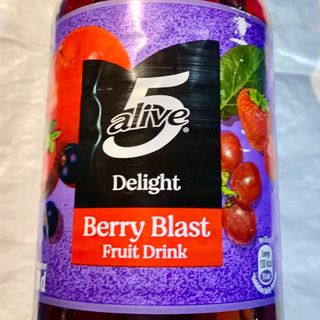 5
alive®
Delight
Berry Blast
Fruit Drink